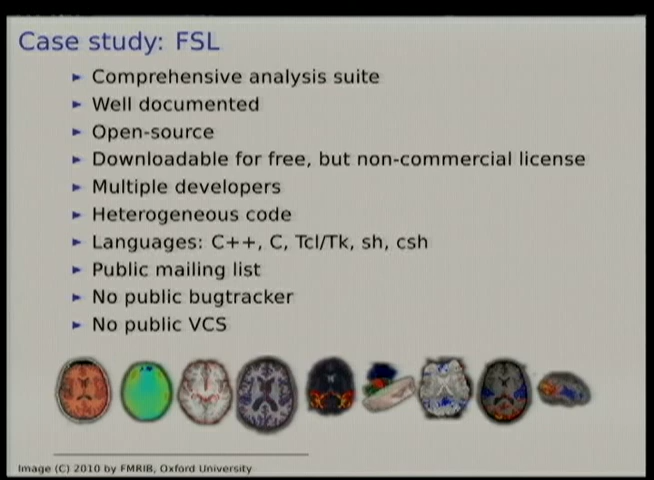 Case study: FSL
► Comprehensive analysis suite
► Well documented
► Open-source
► Downloadable for free, but non-commercial license
► Multiple developers
► Heterogeneous code
► Languages: C++, C, Tcl/Tk, sh, csh
► Public mailing list
► No public bugtracker
► No public VCS
Image (C) 2010 by FMRIB, Oxford University